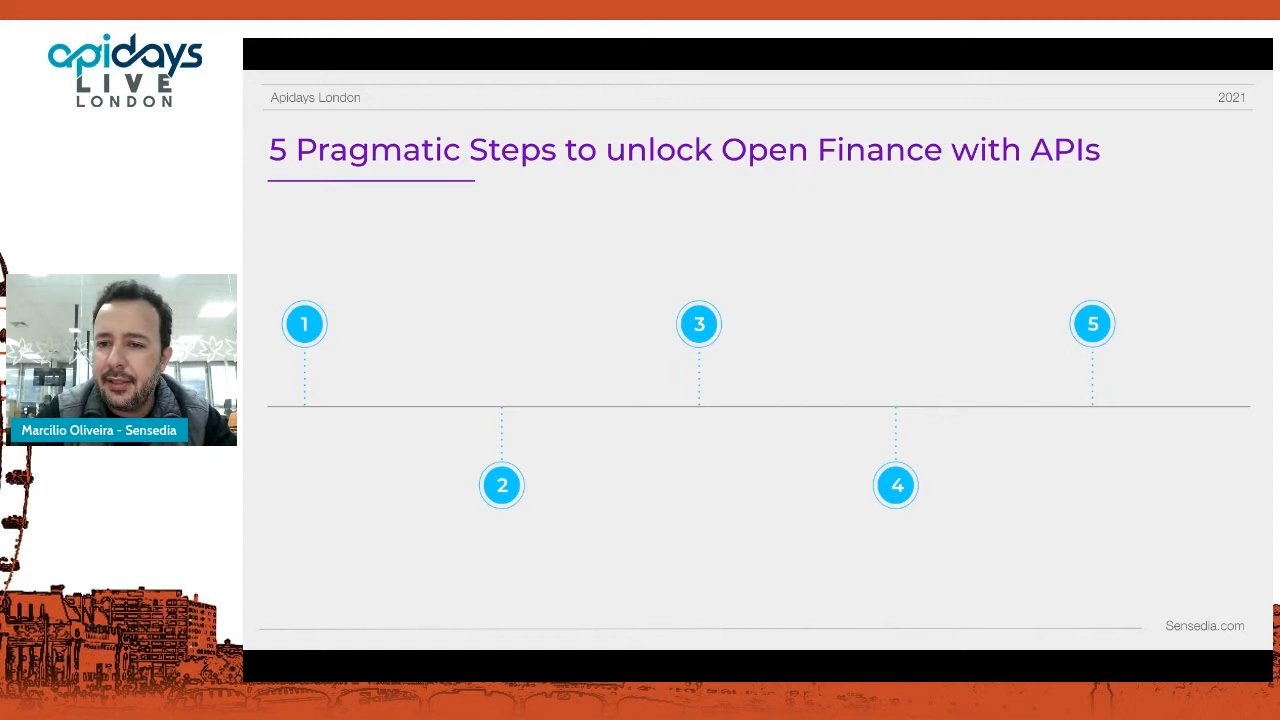 apidays
LIVE
LONDON
Apidays London
2021
5 Pragmatic Steps to unlock Open Finance with APIs
1
3
5
2
4
Marcilio Oliveira - Sensedia
Sensedia.com